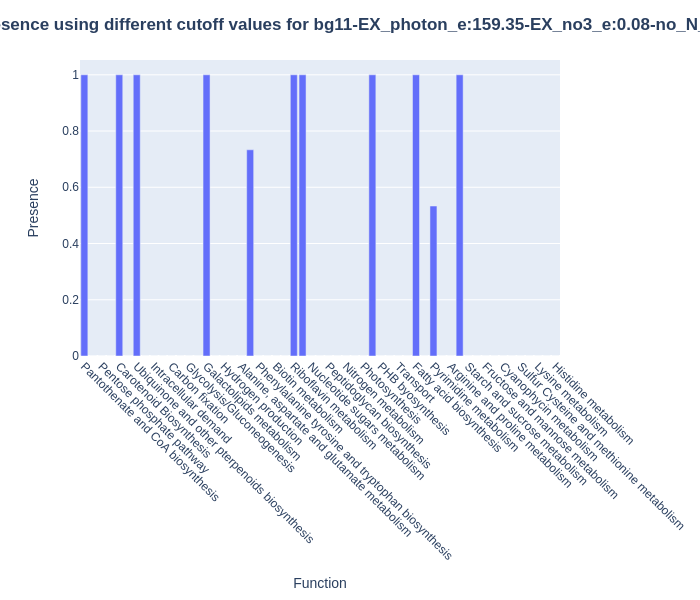 sence using different cutoff values for bg11-EX_photon_e:159.35-EX_no3_e:0.08-no_N_
1
0.8
0.6
0.4
0.2
0
Presence
Pantothenate and CoA biosynthesis
Pentose phosphate pathway
Carotenoid Biosynthesis
Ubiquinone and other pterpenoids biosynthesis
Intracellular demand
Carbon fixation
Glycolysis/Gluconeogenesis
Galactolipids metabolism
Hydrogen production
Alanine, aspartate and glutamate metabolism
Phenylalanine tyrosine and tryptophan biosynthesis
Biotin metabolism
Riboflavin metabolism
Nucleotide sugars metabolism
Peptidoglycan biosynthesis
Nitrogen metabolism
Photosynthesis
PHB biosynthesis
Transport
Fatty acid biosynthesis
Pyrimidine metabolism
Arginine and proline metabolism
Starch and sucrose metabolism
Fructose and mannose metabolism
Cyanophycin metabolism
Sulfur Cysteine and methionine metabolism
Lysine metabolism
Histidine metabolism
Function